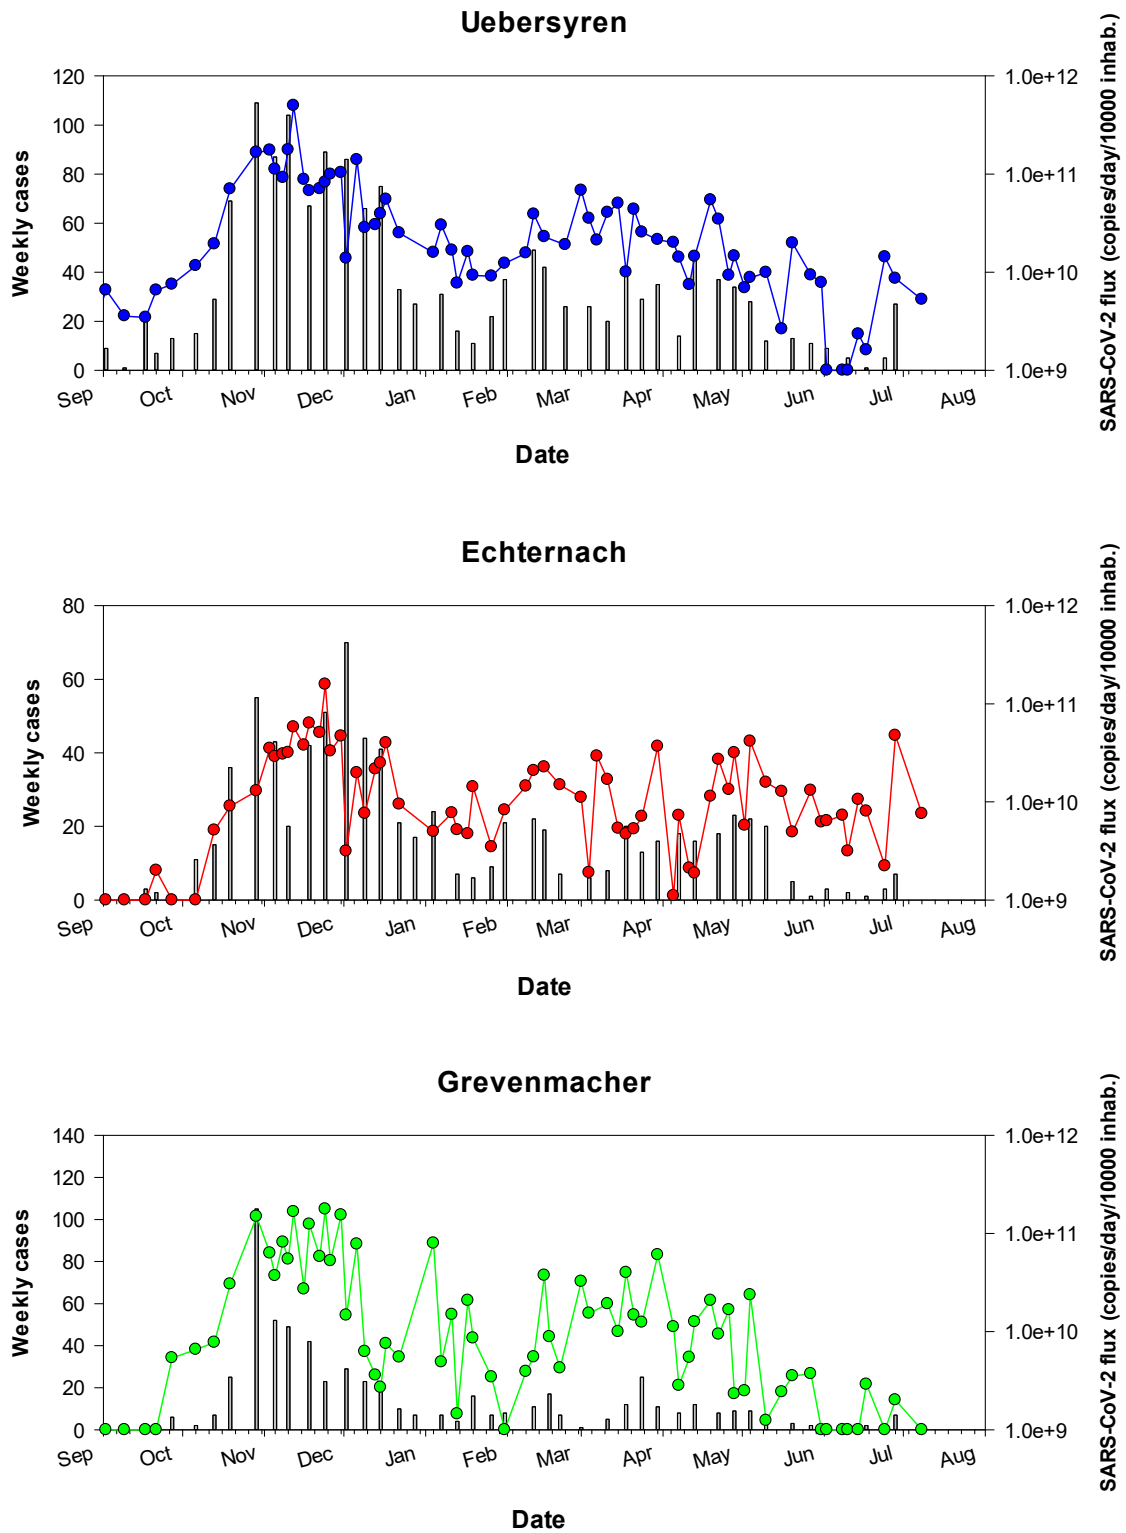 Uebersyren
120
100
80
60
40
20
0
Weekly cases
1.0e+12
1.0e+11
1.0e+10
1.0e+9
SARS-CoV-2 flux (copies/day/10000 inhab.)
Sep Oct Nov Dec Jan Feb Mar Apr May Jun Jul Aug
Date
Echternach
80
60
40
20
0
Weekly cases
1.0e+12
1.0e+11
1.0e+10
1.0e+9
SARS-CoV-2 flux (copies/day/10000 inhab.)
Sep Oct Nov Dec Jan Feb Mar Apr May Jun Jul Aug
Date
Grevenmacher
140
120
100
80
60
40
20
0
Weekly cases
1.0e+12
1.0e+11
1.0e+10
1.0e+9
SARS-CoV-2 flux (copies/day/10000 inhab.)
Sep Oct Nov Dec Jan Feb Mar Apr May Jun Jul Aug
Date